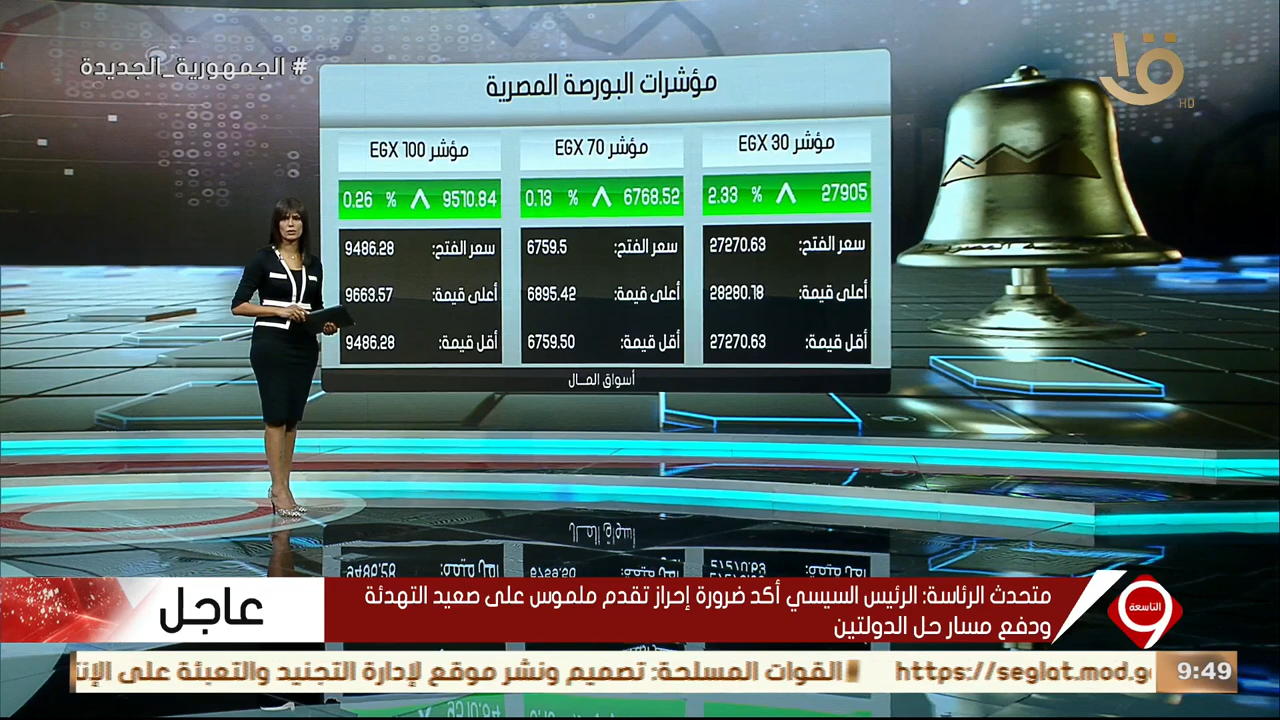 #الجمهورية_الجديدة
HD
مؤشرات البورصة المصرية
مؤشر EGX 30
مؤشر EGX 70
مؤشر EGX 100
27905 % 2.33
6768.52 % 0.13
9510.84 % 0.26
سعر الفتح: 27270.63
سعر الفتح: 6759.5
سعر الفتح: 9486.28
أعلى قيمة: 28280.18
أعلى قيمة: 6895.42
أعلى قيمة: 9663.57
أقل قيمة: 27270.63
أقل قيمة: 6759.50
أقل قيمة: 9486.28
أسواق المـال
التاسعة
عاجل
متحدث الرئاسة: الرئيس السيسي أكد ضرورة إحراز تقدم ملموس على صعيد التهدئة
ودفع مسار حل الدولتين
9:49
https://seglat.mod.g
القوات المسلحة: تصميم ونشر موقع لإدارة التجنيد والتعبئة على